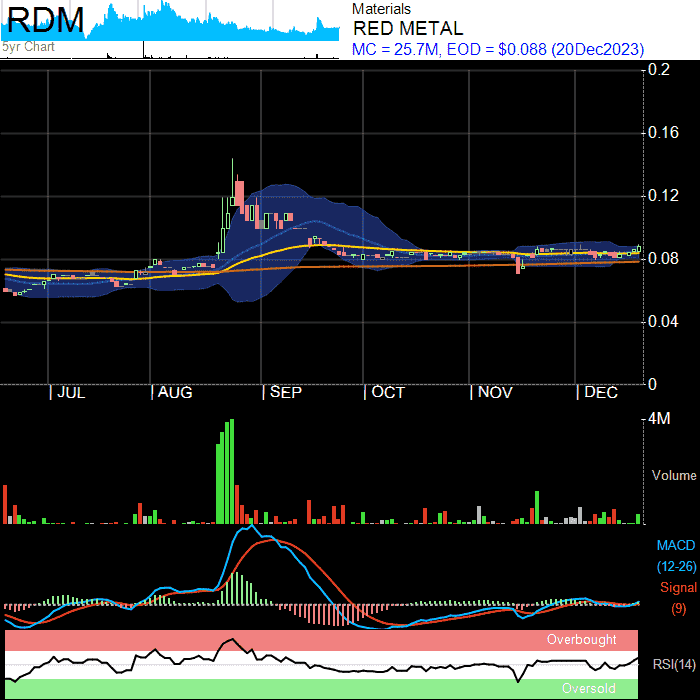 RDM
5yr Chart
Materials
RED METAL
MC = 25.7M, EOD = $0.088 (20Dec2023)
0.2
0.16
0.12
0.08
0.04
0
| JUL | AUG | SEP | OCT | NOV | DEC
4M
Volume
MACD
(12-26)
Signal
(9)
Overbought
RSI(14)
Oversold